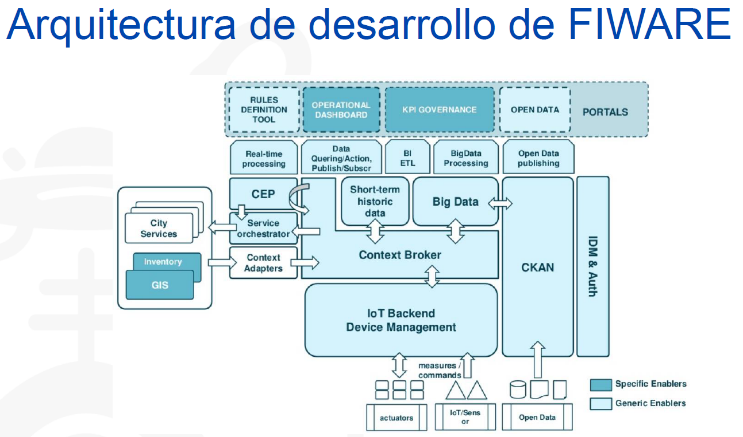 Arquitectura de desarrollo de FIWARE
RULES
DEFINITION
TOOL
OPERATIONAL
DASHBOARD
KPI GOVERNANCE
OPEN DATA
PORTALS
Real-time
processing
Data
Quering/Action,
Publish/Subscr
BI
ETL
BigData
Processing
Open Data
publishing
CEP
Short-term
historic
data
Big Data
City
Services
Service
orchestrator
Context Broker
Inventory
GIS
Context
Adapters
CKAN
IDM & Auth
IoT Backend
Device Management
measures /
commands
actuators
IoT/Sens
or
Open Data
Specific Enablers
Generic Enablers